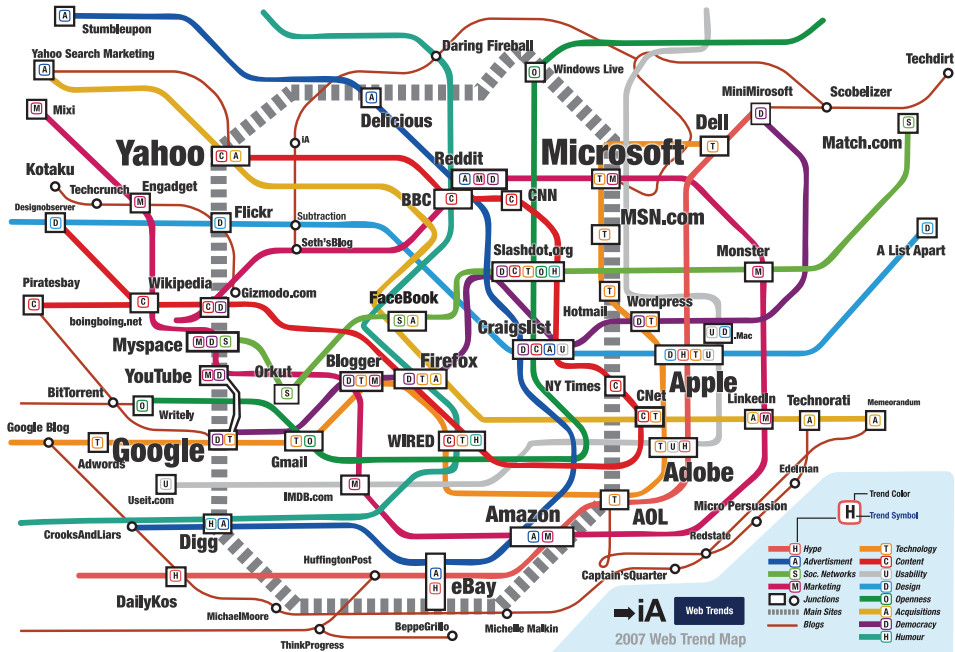 A
Stumbleupon
Daring Fireball
Yahoo Search Marketing
A
O
Windows Live
Techdirt
A
Delicious
MiniMirosoft
D
Scobelizer
M
Mixi
iA
Dell
T
S
Match.com
Yahoo
C A
Reddit
A M D
Microsoft
T M
Kotaku
Techcrunch
Engadget
M
BBC
C
C
CNN
Designobserver
D
D
Flickr
Subtraction
MSN.com
T
D
A List Apart
Seth'sBlog
Slashdot.org
D C T O H
Monster
M
Piratesbay
C
Wikipedia
C
C D
Gizmodo.com
boingboing.net
FaceBook
S A
T
Hotmail
Wordpress
D T
U D
.Mac
Myspace
M D S
Craigslist
D C A U
D H T U
Apple
YouTube
M D
Orkut
S
Blogger
D T M
Firefox
D T A
NY Times
C
BitTorrent
O
Writely
CNet
C T
LinkedIn
A M
Technorati
A
Memeorandum
A
Google Blog
T
Adwords
Google
D T
T O
Gmail
WIRED
C T H
T U H
Adobe
U
Useit.com
M
IMDB.com
Edelman
T
AOL
Micro Persuasion
CrooksAndLiars
H A
Digg
Amazon
A M
Redstate
HuffingtonPost
Captain'sQuarter
H
DailyKos
A
H
eBay
MichaelMoore
BeppeGrillo
Michelle Malkin
ThinkProgress
Trend Color
H
Trend Symbol
H Hype
T Technology
A Advertisment
C Content
S Soc. Networks
U Usability
M Marketing
D Design
Junctions
O Openness
Main Sites
A Acquisitions
Blogs
D Democracy
H Humour
iA
Web Trends
2007 Web Trend Map